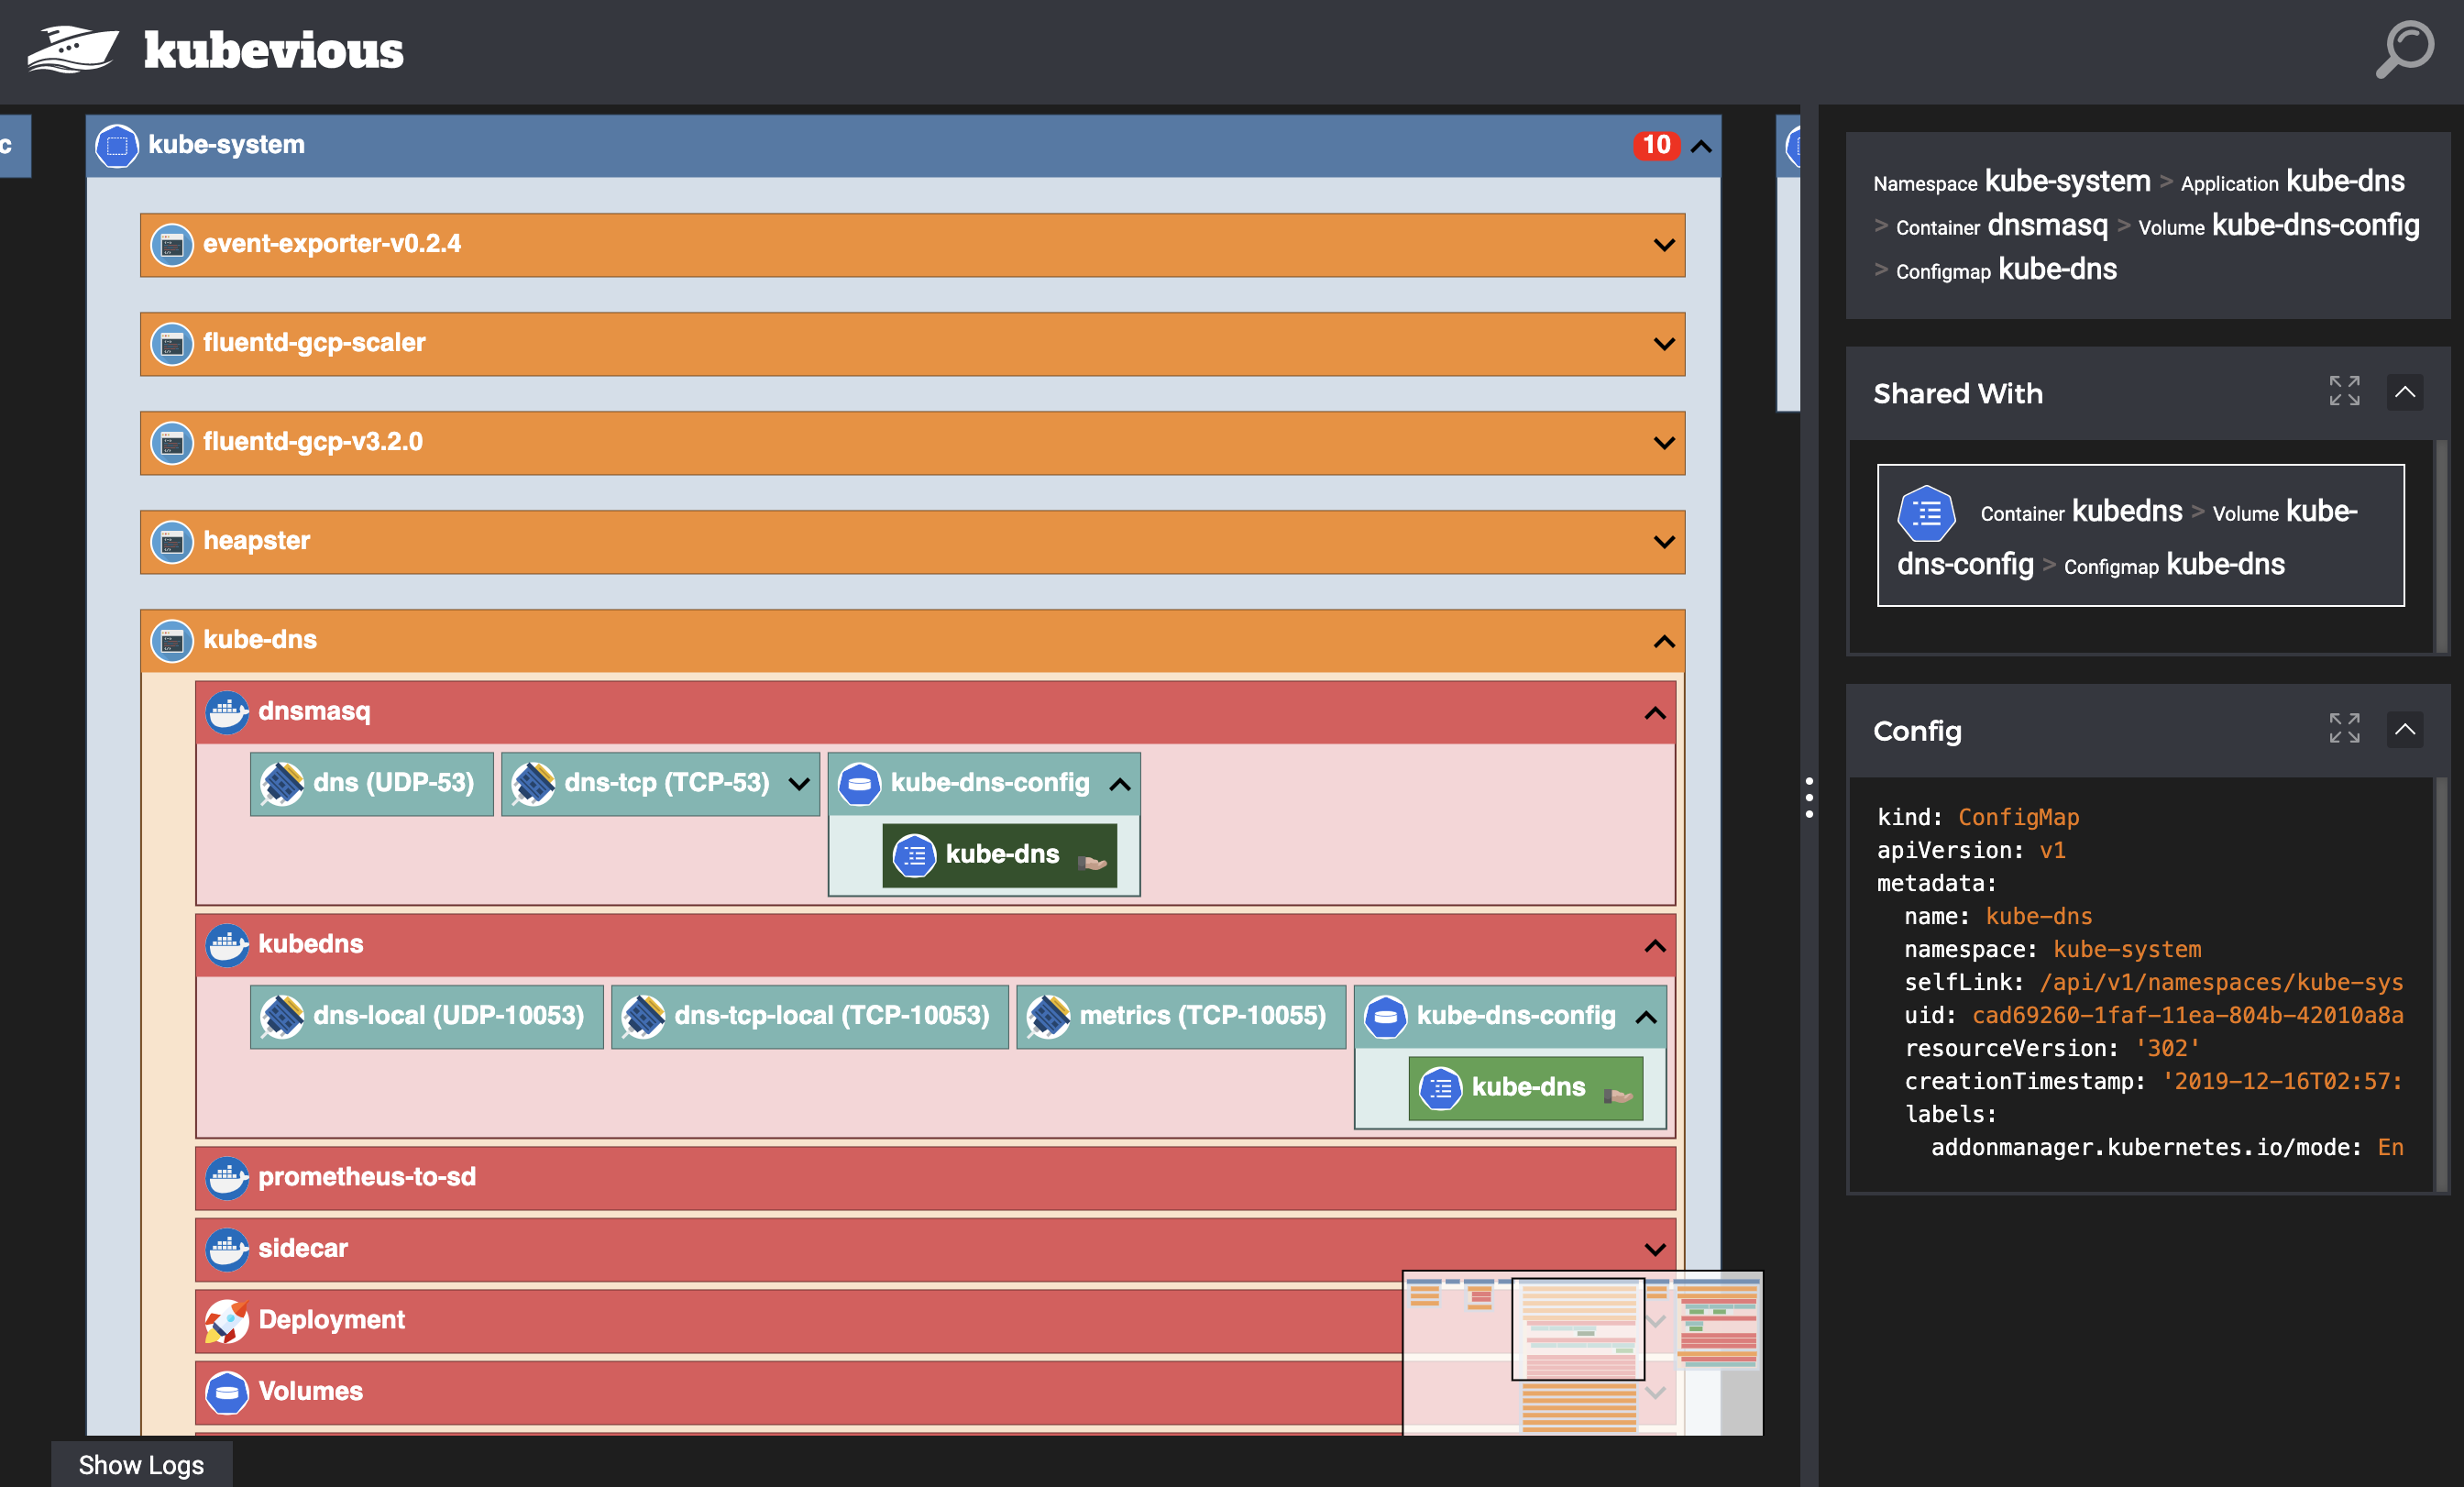 kubevious
c
kube-system
10
event-exporter-v0.2.4
fluentd-gcp-scaler
fluentd-gcp-v3.2.0
heapster
kube-dns
dnsmasq
dns (UDP-53)
dns-tcp (TCP-53)
kube-dns-config
kube-dns
kubedns
dns-local (UDP-10053)
dns-tcp-local (TCP-10053)
metrics (TCP-10055)
kube-dns-config
kube-dns
prometheus-to-sd
sidecar
Deployment
Volumes
Show Logs
Namespace kube-system > Application kube-dns
> Container dnsmasq > Volume kube-dns-config
> Configmap kube-dns
Shared With
Container kubedns > Volume kube-
dns-config > Configmap kube-dns
Config
kind: ConfigMap
apiVersion: v1
metadata:
name: kube-dns
namespace: kube-system
selfLink: /api/v1/namespaces/kube-sys
uid: cad69260-1faf-11ea-804b-42010a8a
resourceVersion: '302'
creationTimestamp: '2019-12-16T02:57:
labels:
addonmanager.kubernetes.io/mode: En